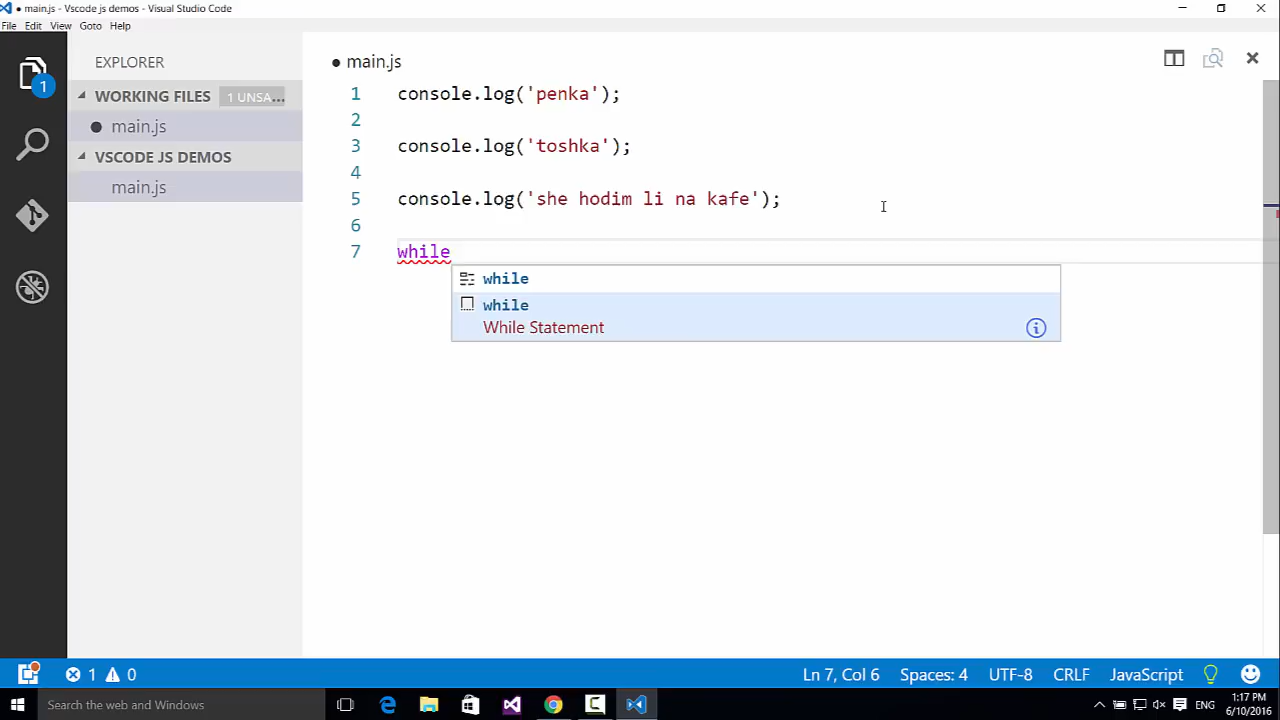 ● main.js - Vscode js demos - Visual Studio Code
File Edit View Goto Help
EXPLORER
WORKING FILES 1 UNSA...
● main.js
VSCODE JS DEMOS
main.js
1
● main.js
1 console.log('penka');
2
3 console.log('toshka');
4
5 console.log('she hodim li na kafe');
6
7 while
while
while
While Statement
1 0
Ln 7, Col 6 Spaces: 4 UTF-8 CRLF JavaScript
Search the web and Windows
ENG
1:17 PM
6/10/2016